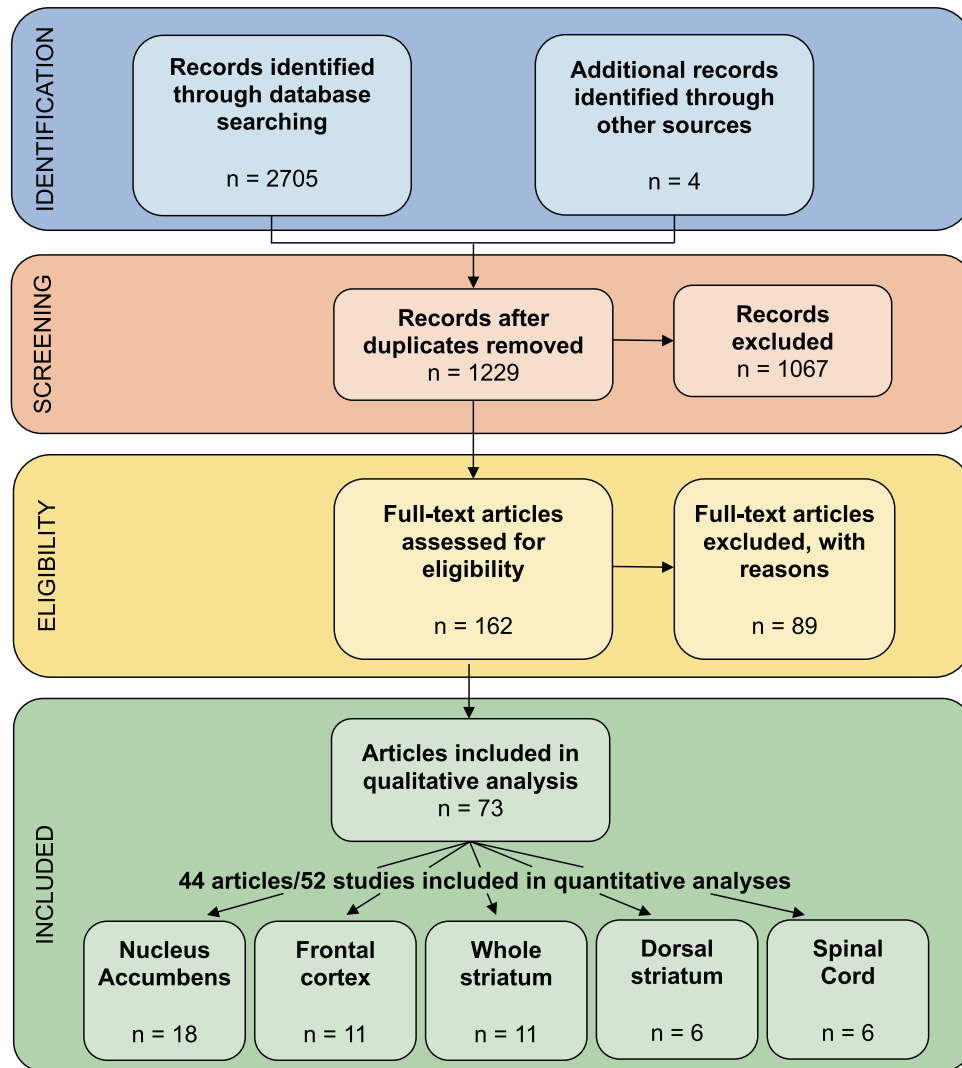 IDENTIFICATION
Records identified
through database
searching
n = 2705
Additional records
identified through
other sources
n = 4
SCREENING
Records after
duplicates removed
n = 1229
Records
excluded
n = 1067
ELIGIBILITY
Full-text articles
assessed for
eligibility
n = 162
Full-text articles
excluded, with
reasons
n = 89
INCLUDED
Articles included in
qualitative analysis
n = 73
44 articles/52 studies included in quantitative analyses
Nucleus
Accumbens
n = 18
Frontal
cortex
n = 11
Whole
striatum
n = 11
Dorsal
striatum
n = 6
Spinal
Cord
n = 6